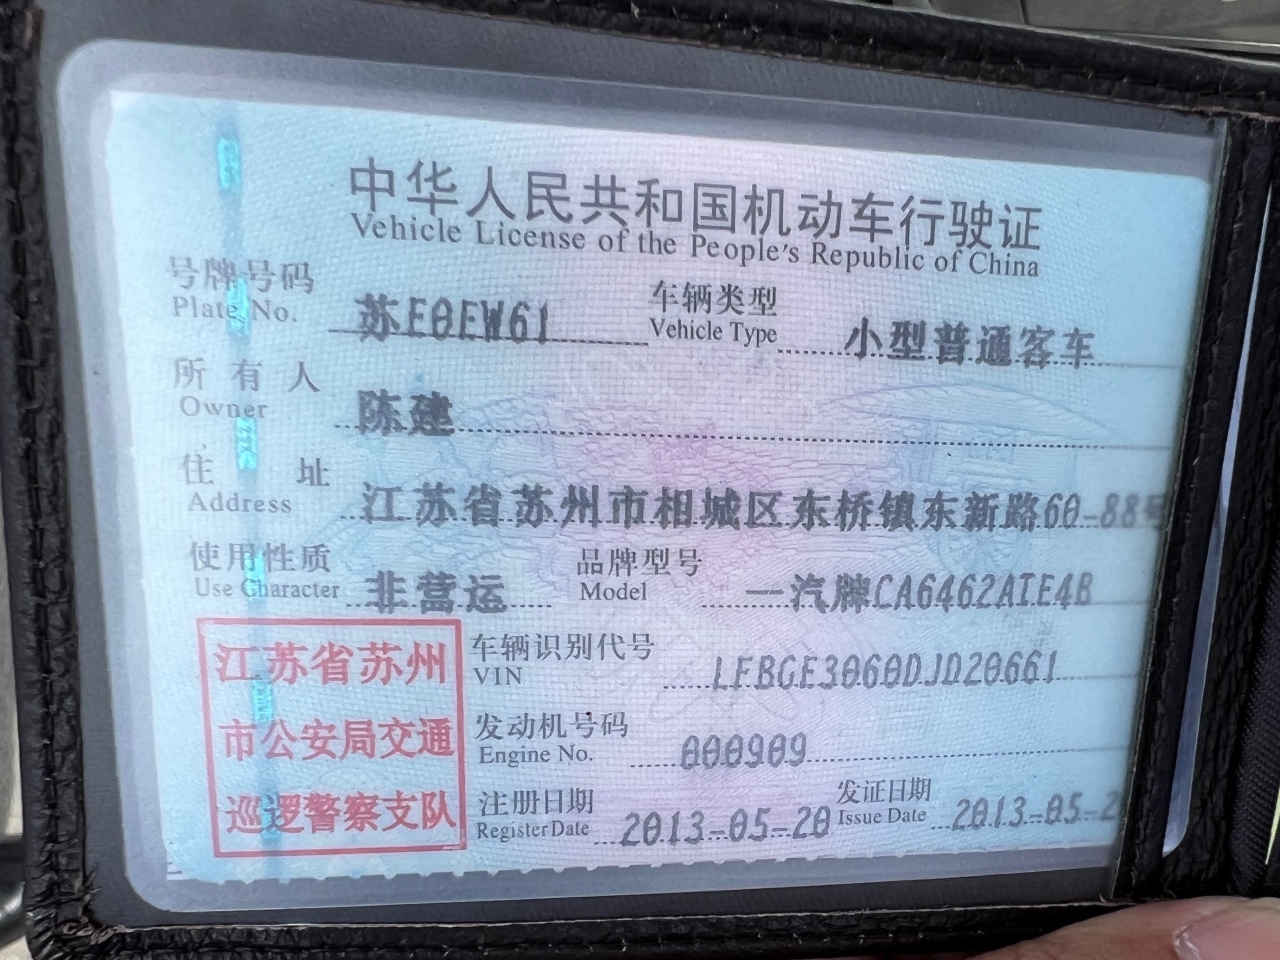 中华人民共和国机动车行驶证
Vehicle License of the People's Republic of China
号牌号码 苏E0EW61 车辆类型 小型普通客车
Plate No. Vehicle Type
所有人 陈建
Owner
住址 江苏省苏州市相城区东桥镇东新路60-88号
Address
使用性质 非营运 品牌型号 一汽牌CA6462AIE4B
Use Character Model
江苏省苏州
市公安局交通
巡逻警察支队
车辆识别代号 LFBGE3060DJD20661
VIN
发动机号码 000909
Engine No.
注册日期 2013-05-20 发证日期 2013-05-2
Register Date Issue Date